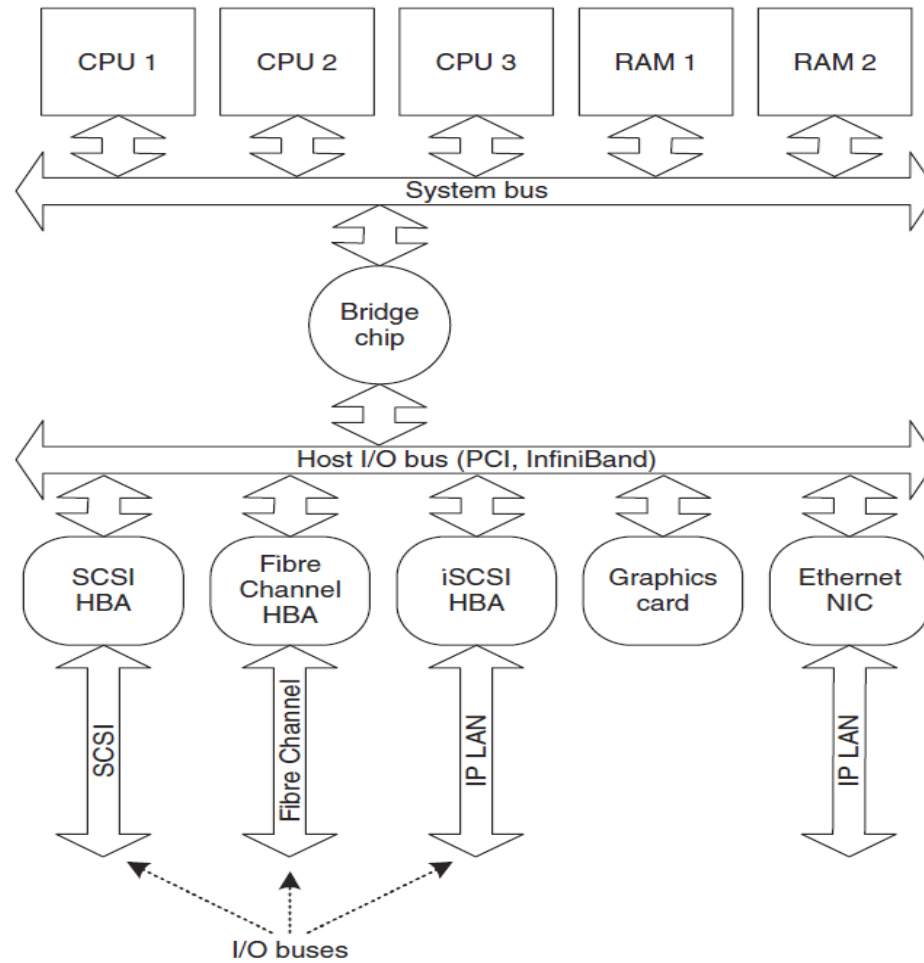 CPU 1
CPU 2
CPU 3
RAM 1
RAM 2
System bus
Bridge
chip
Host I/O bus (PCI, InfiniBand)
SCSI
HBA
Fibre
Channel
HBA
iSCSI
HBA
Graphics
card
Ethernet
NIC
SCSI
Fibre Channel
IP LAN
IP LAN
I/O buses